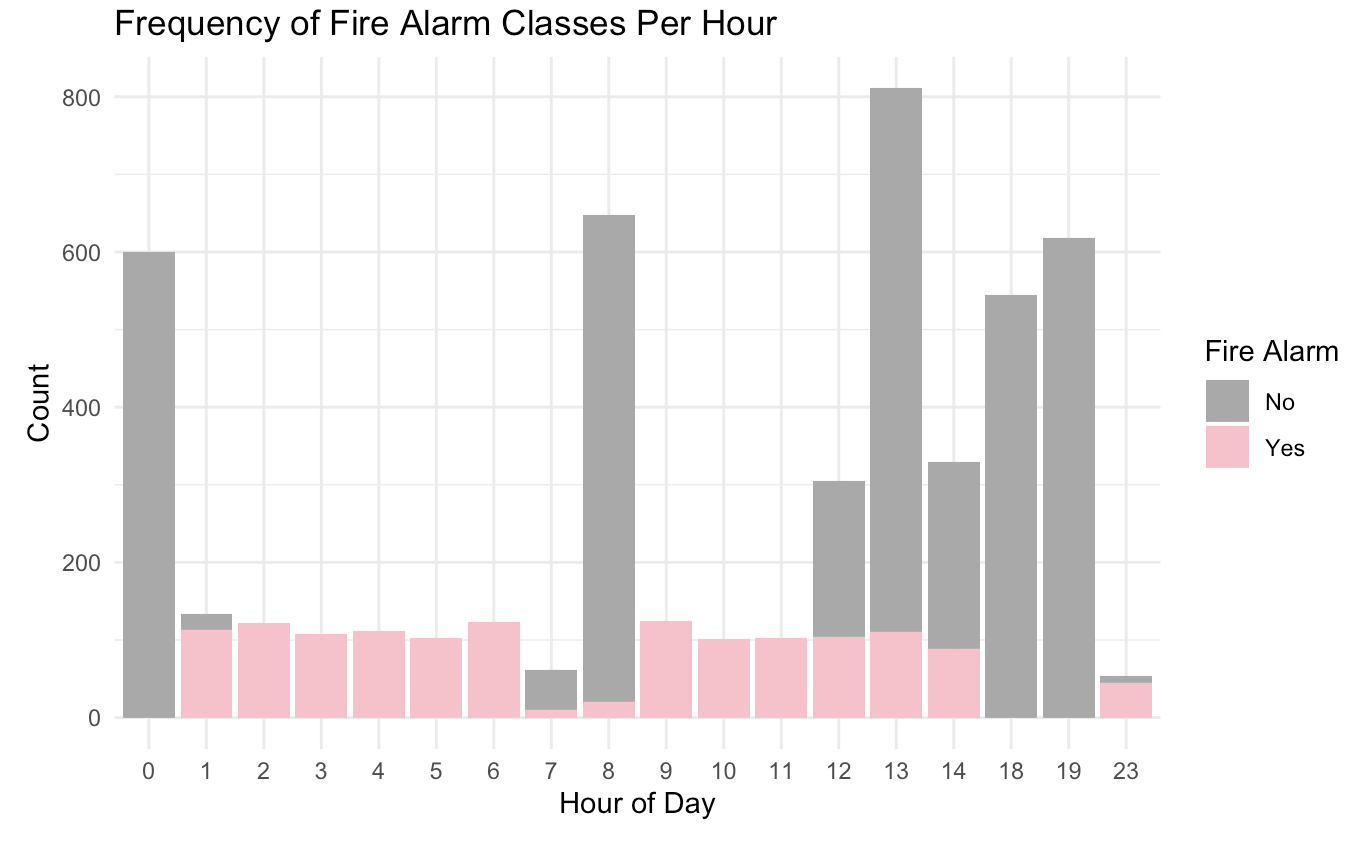 Frequency of Fire Alarm Classes Per Hour
800
600
400
200
0
Count
0 1 2 3 4 5 6 7 8 9 10 11 12 13 14 18 19 23
Hour of Day
Fire Alarm
No
Yes